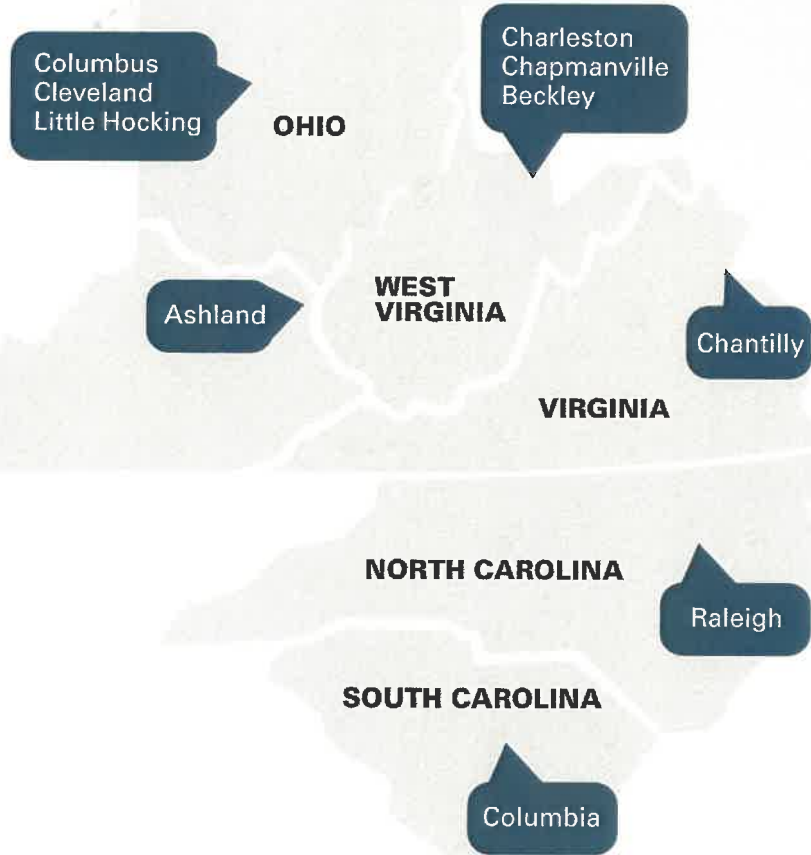 Columbus
Cleveland
Little Hocking
OHIO
Charleston
Chapmanville
Beckley
Ashland
WEST
VIRGINIA
Chantilly
VIRGINIA
NORTH CAROLINA
Raleigh
SOUTH CAROLINA
Columbia